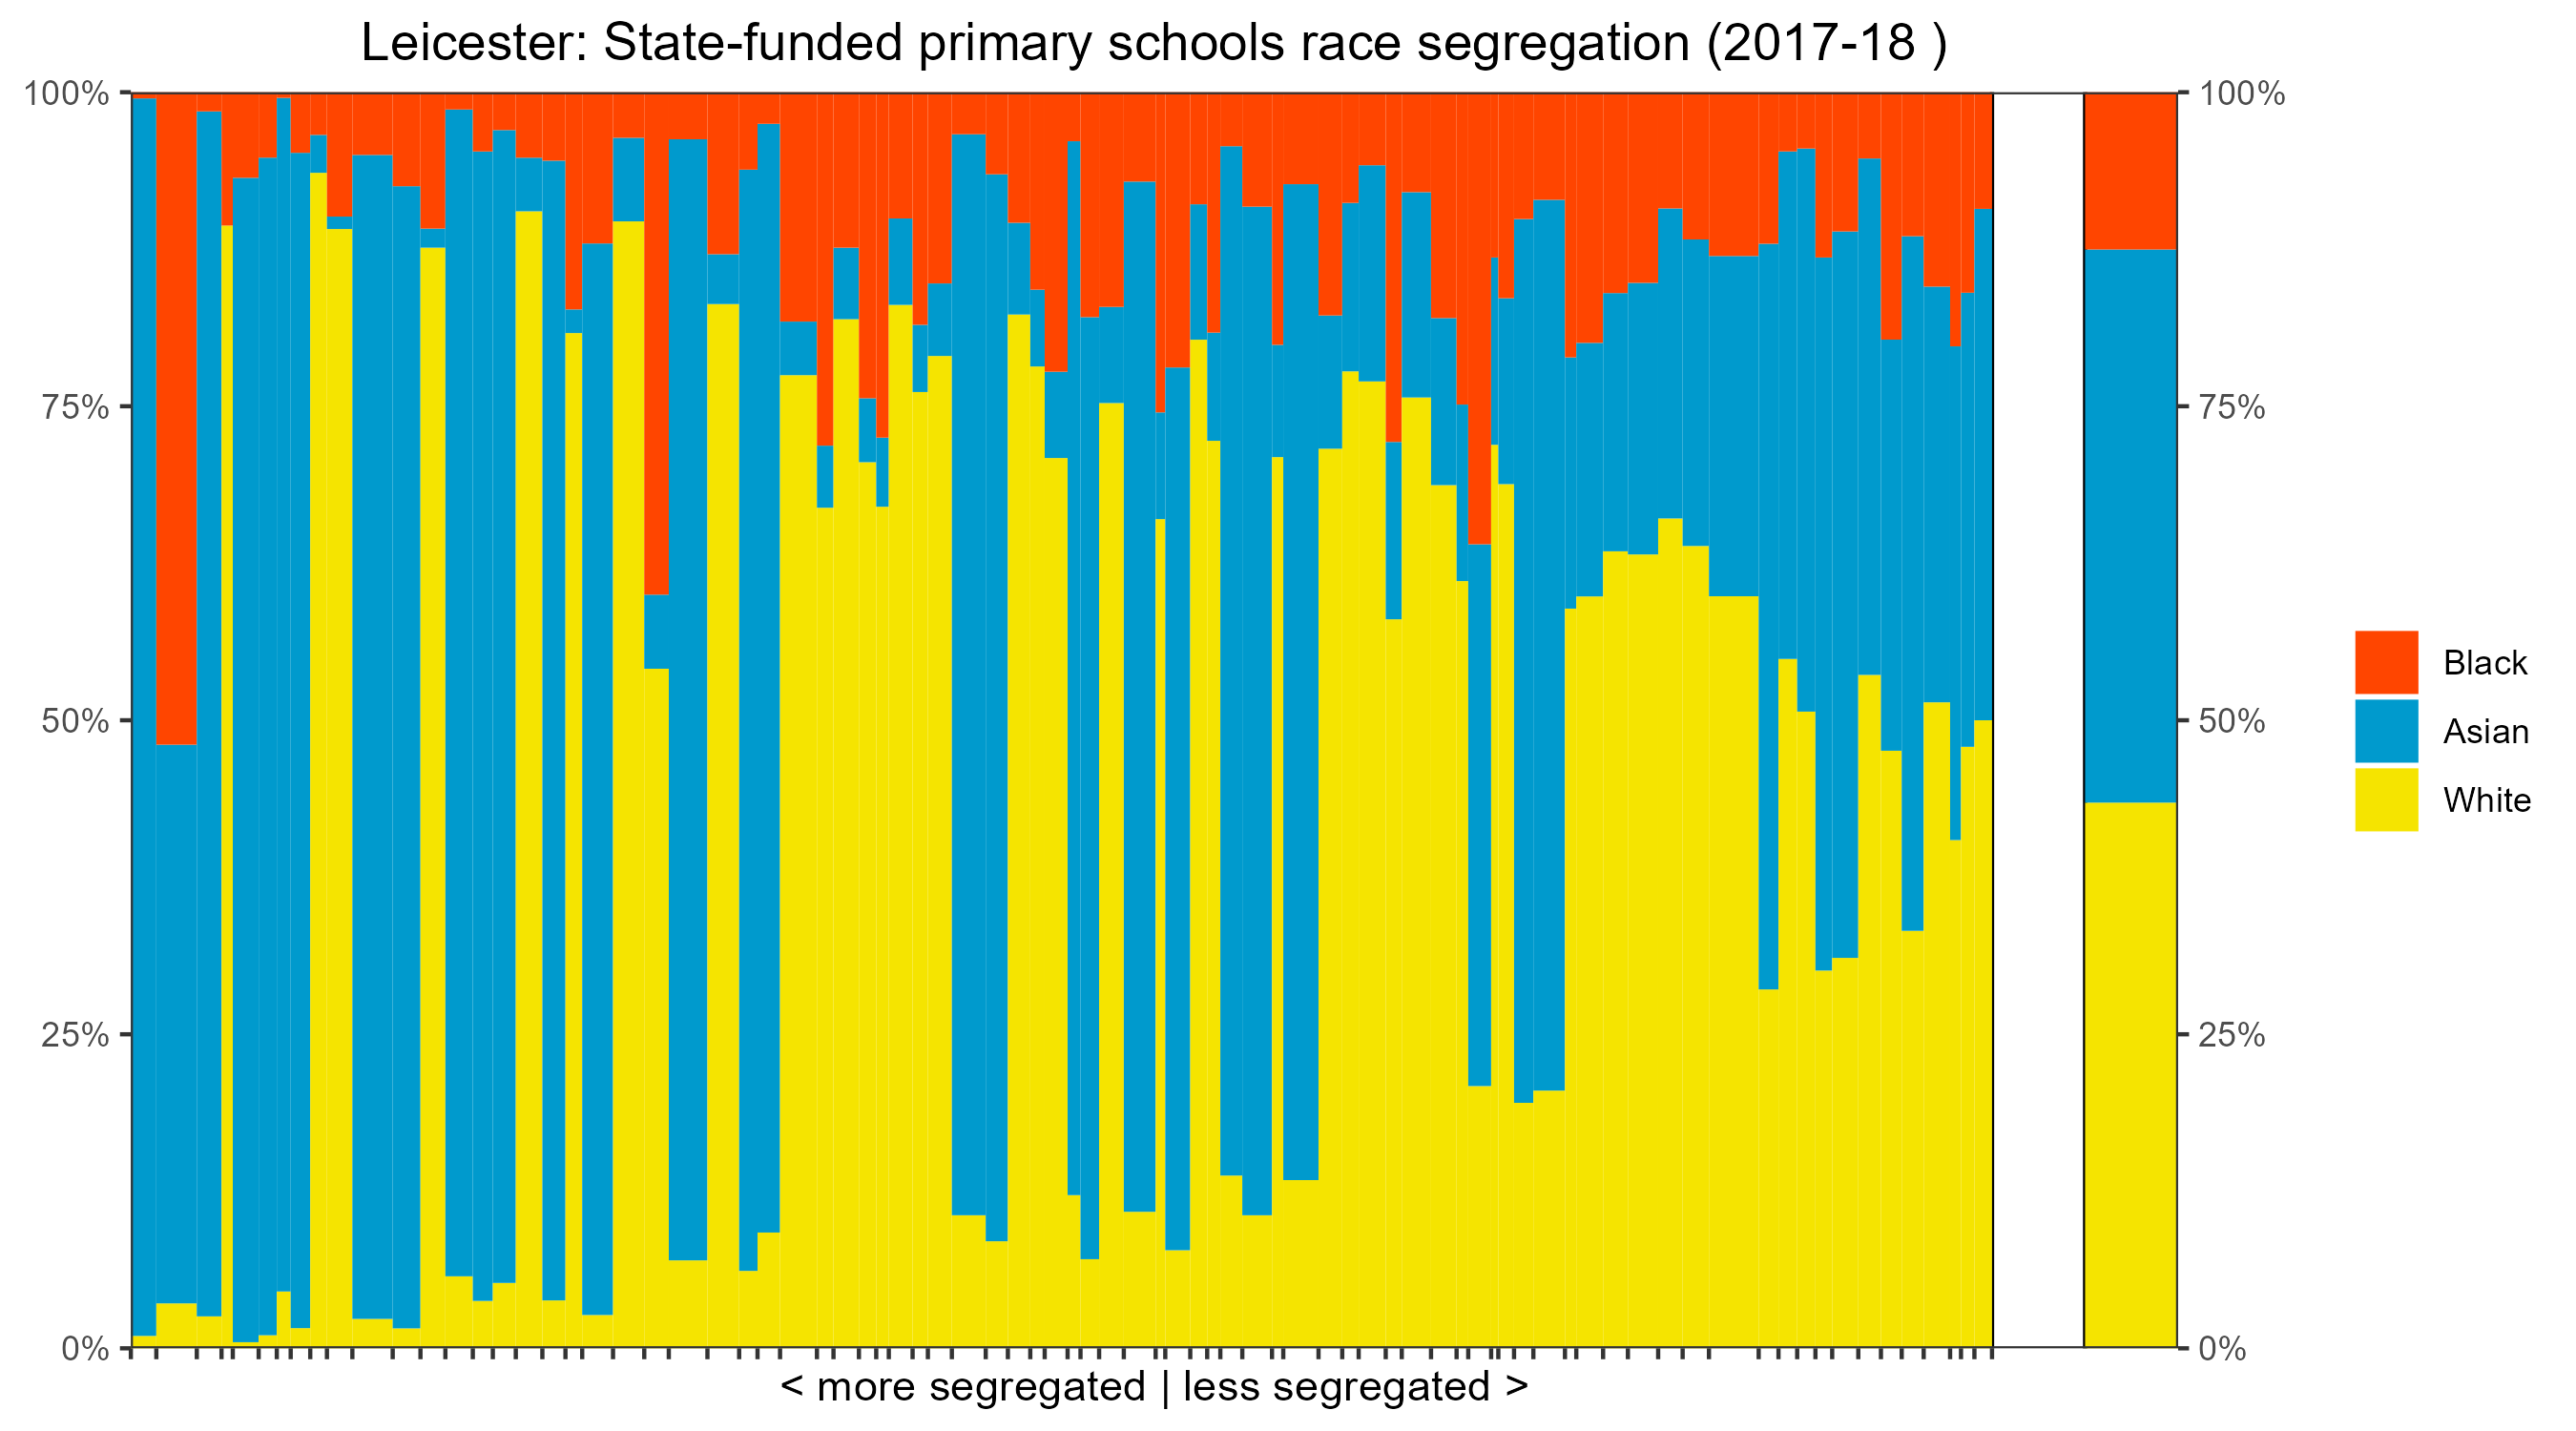 Leicester: State-funded primary schools race segregation (2017-18 )
100%
75%
50%
25%
0%
100%
75%
50%
25%
0%
Black
Asian
White
< more segregated | less segregated >